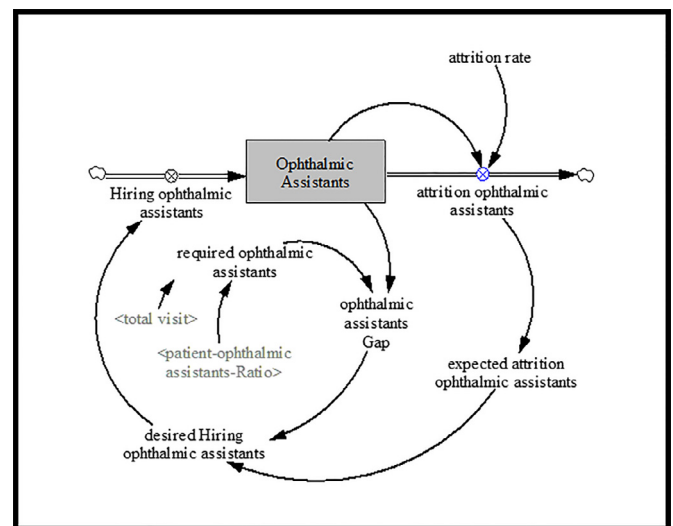 attrition rate
Ophthalmic
Assistants
Hiring ophthalmic
assistants
attrition ophthalmic
assistants
required ophthalmic
assistants
<total visit>
<patient-ophthalmic
assistants-Ratio>
ophthalmic
assistants
Gap
expected attrition
ophthalmic assistants
desired Hiring
ophthalmic assistants